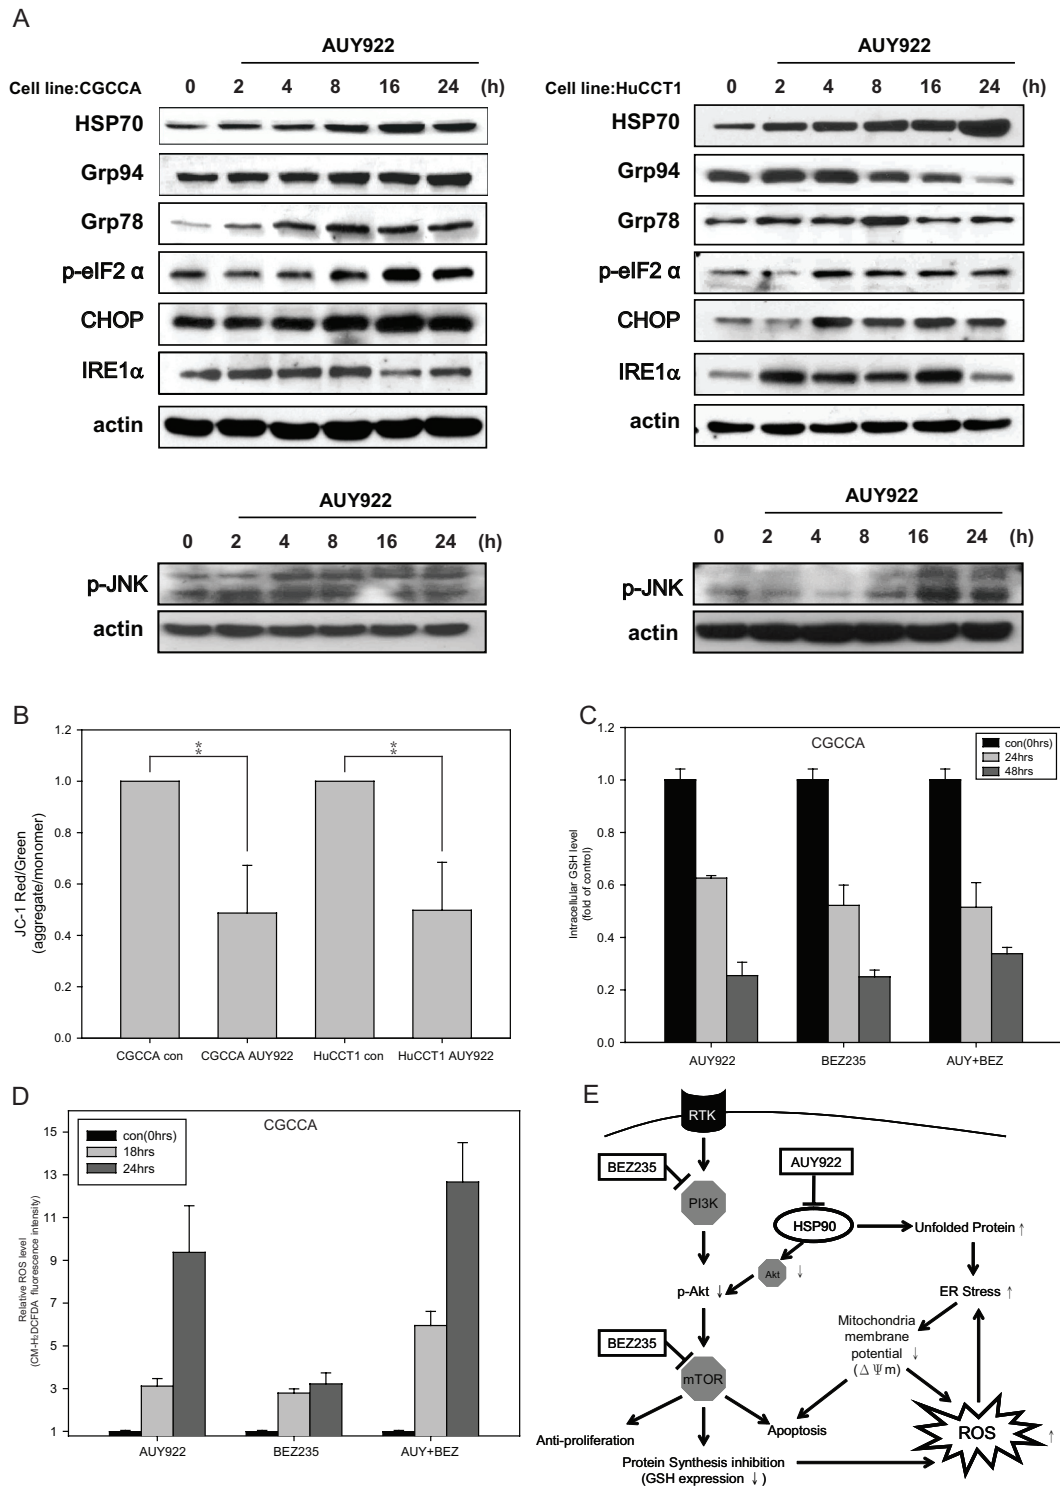 A
AUY922
Cell line:CGCCA 0 2 4 8 16 24 (h)
HSP70
Grp94
Grp78
p-eIF2 α
CHOP
IRE1α
actin
AUY922
Cell line:HuCCT1 0 2 4 8 16 24 (h)
HSP70
Grp94
Grp78
p-eIF2 α
CHOP
IRE1α
actin
AUY922
0 2 4 8 16 24 (h)
p-JNK
actin
AUY922
0 2 4 8 16 24 (h)
p-JNK
actin
B
JC-1 Red/Green
(aggregate/monomer)
1.2
1.0
0.8
0.6
0.4
0.2
0.0
**
**
CGCCA con CGCCA AUY922 HuCCT1 con HuCCT1 AUY922
C
CGCCA
con(0hrs)
24hrs
48hrs
Intracellular GSH level
(fold of control)
1.2
1.0
0.8
0.6
0.4
0.2
0.0
AUY922 BEZ235 AUY+BEZ
D
CGCCA
con(0hrs)
18hrs
24hrs
Relative ROS level
(CM-H2DCFDA fluorescence intensity)
15
13
11
9
7
5
3
1
AUY922 BEZ235 AUY+BEZ
E
RTK
BEZ235
AUY922
PI3K
HSP90
Unfolded Protein ↑
Akt ↓
p-Akt ↓
ER Stress ↑
Mitochondria
membrane
potential ↓
(ΔΨm)
BEZ235
mTOR
Anti-proliferation
Apoptosis
ROS ↑
Protein Synthesis inhibition
(GSH expression ↓)